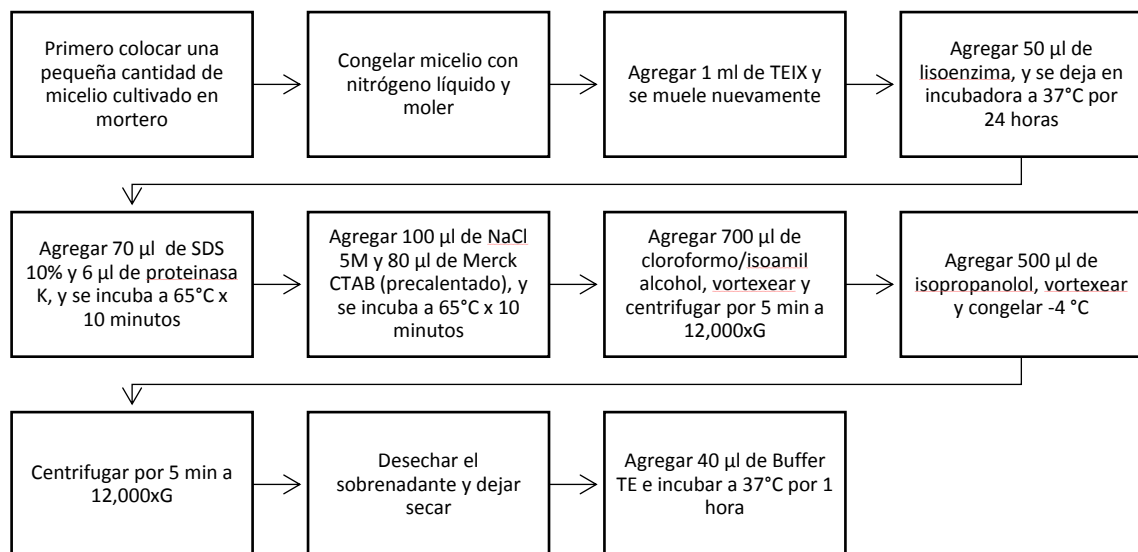 Primero colocar una
pequeña cantidad de
micelio cultivado en
mortero
Congelar micelio con
nitrógeno líquido y
moler
Agregar 1 ml de TEIX y
se muele nuevamente
Agregar 50 µl de
lisoenzima, y se deja en
incubadora a 37°C por
24 horas
Agregar 70 µl de SDS
10% y 6 µl de proteinasa
K, y se incuba a 65°C x
10 minutos
Agregar 100 µl de NaCl
5M y 80 µl de Merck
CTAB (precalentado), y
se incuba a 65°C x 10
minutos
Agregar 700 µl de
cloroformo/isoamil
alcohol, vortexear y
centrifugar por 5 min a
12,000xG
Agregar 500 µl de
isopropanolol, vortexear
y congelar -4 °C
Centrifugar por 5 min a
12,000xG
Desechar el
sobrenadante y dejar
secar
Agregar 40 µl de Buffer
TE e incubar a 37°C por 1
hora